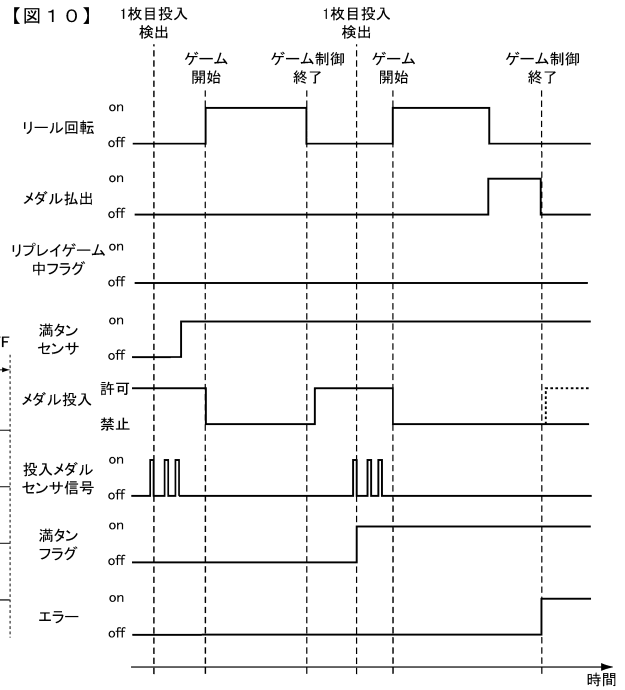 【図１０】
1枚目投入
検出
1枚目投入
検出
ゲーム
開始
ゲーム制御
終了
ゲーム
開始
ゲーム制御
終了
on
リール回転
off
on
メダル払出
off
リプレイゲーム on
中フラグ
off
on
満タン
センサ
off
F
許可
メダル投入
禁止
on
投入メダル
センサ信号
off
on
満タン
フラグ
off
on
エラー
off
時間